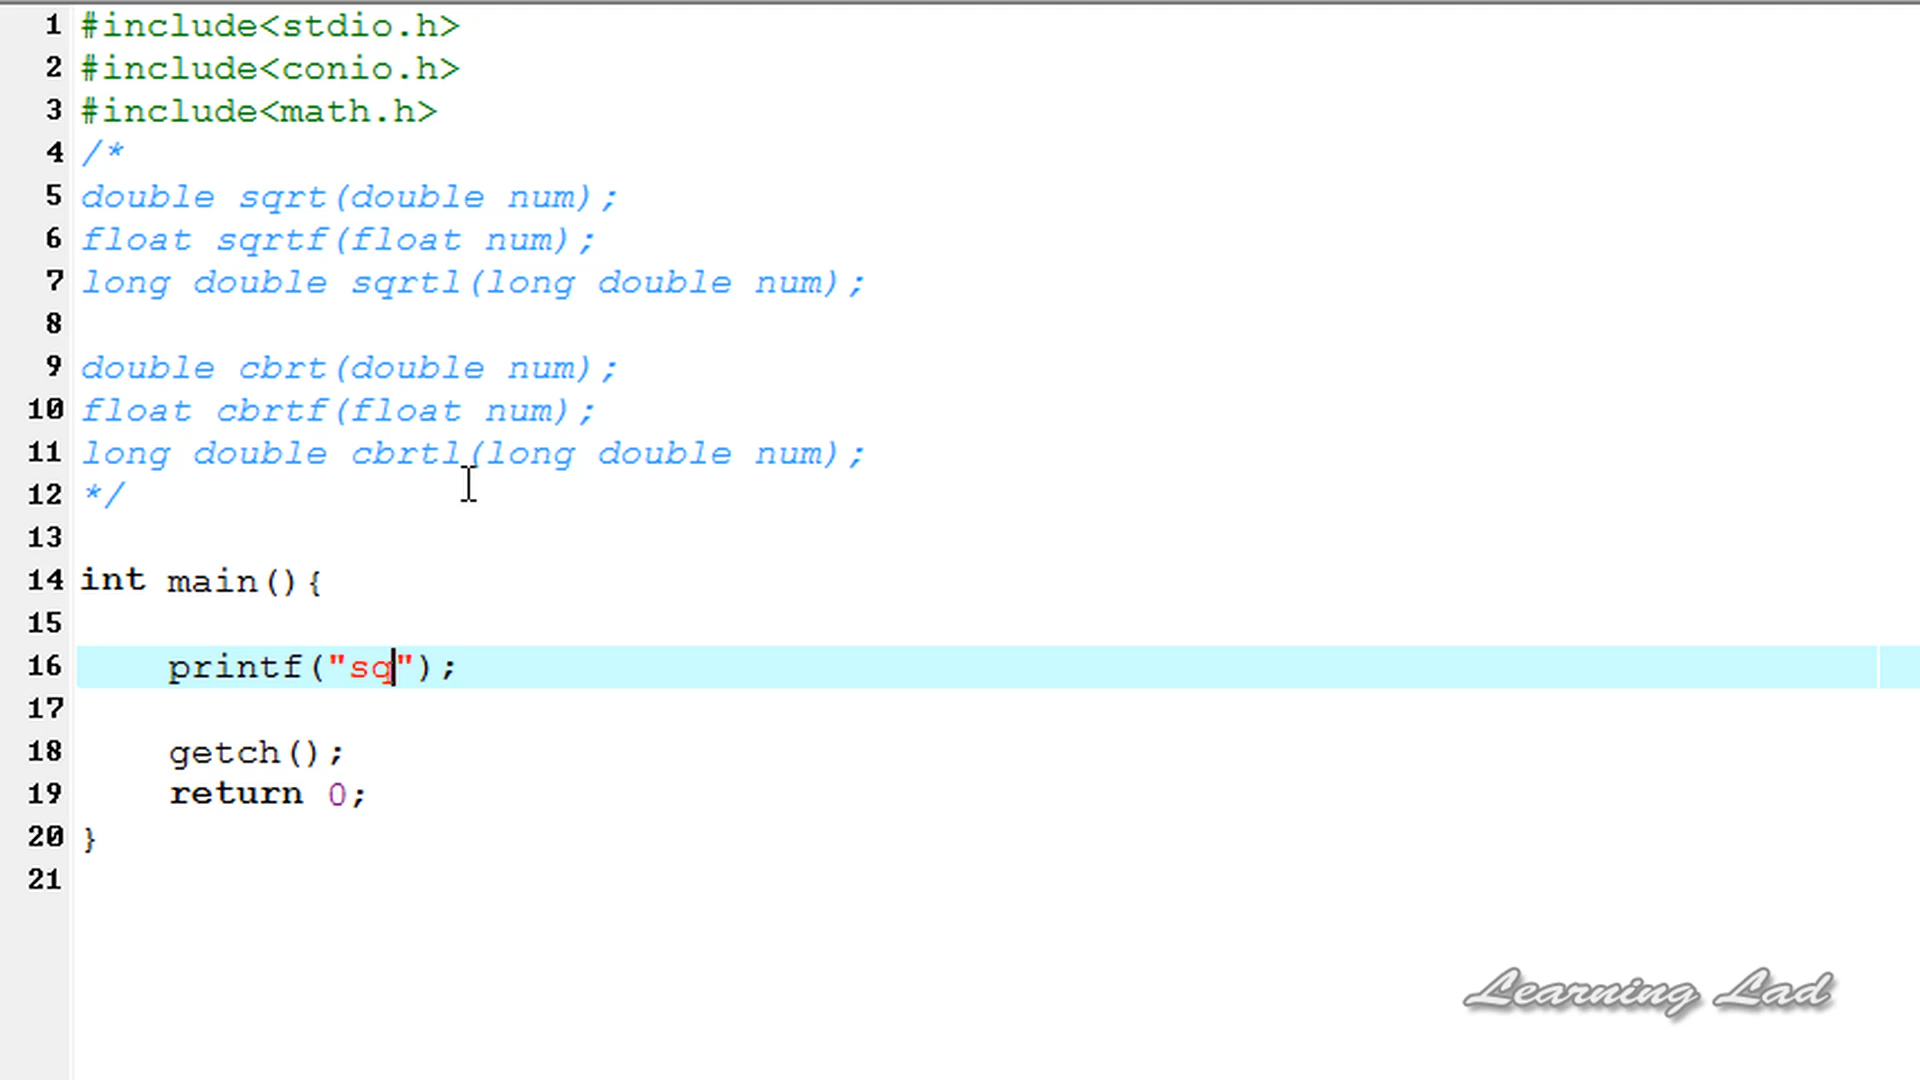 1 #include<stdio.h>
2 #include<conio.h>
3 #include<math.h>
4 /*
5 double sqrt(double num);
6 float sqrtf(float num);
7 long double sqrtl(long double num);
8
9 double cbrt(double num);
10 float cbrtf(float num);
11 long double cbrtl(long double num);
12 */
13
14 int main(){
15
16     printf("sq");
17
18     getch();
19     return 0;
20 }
21
Learning Lad